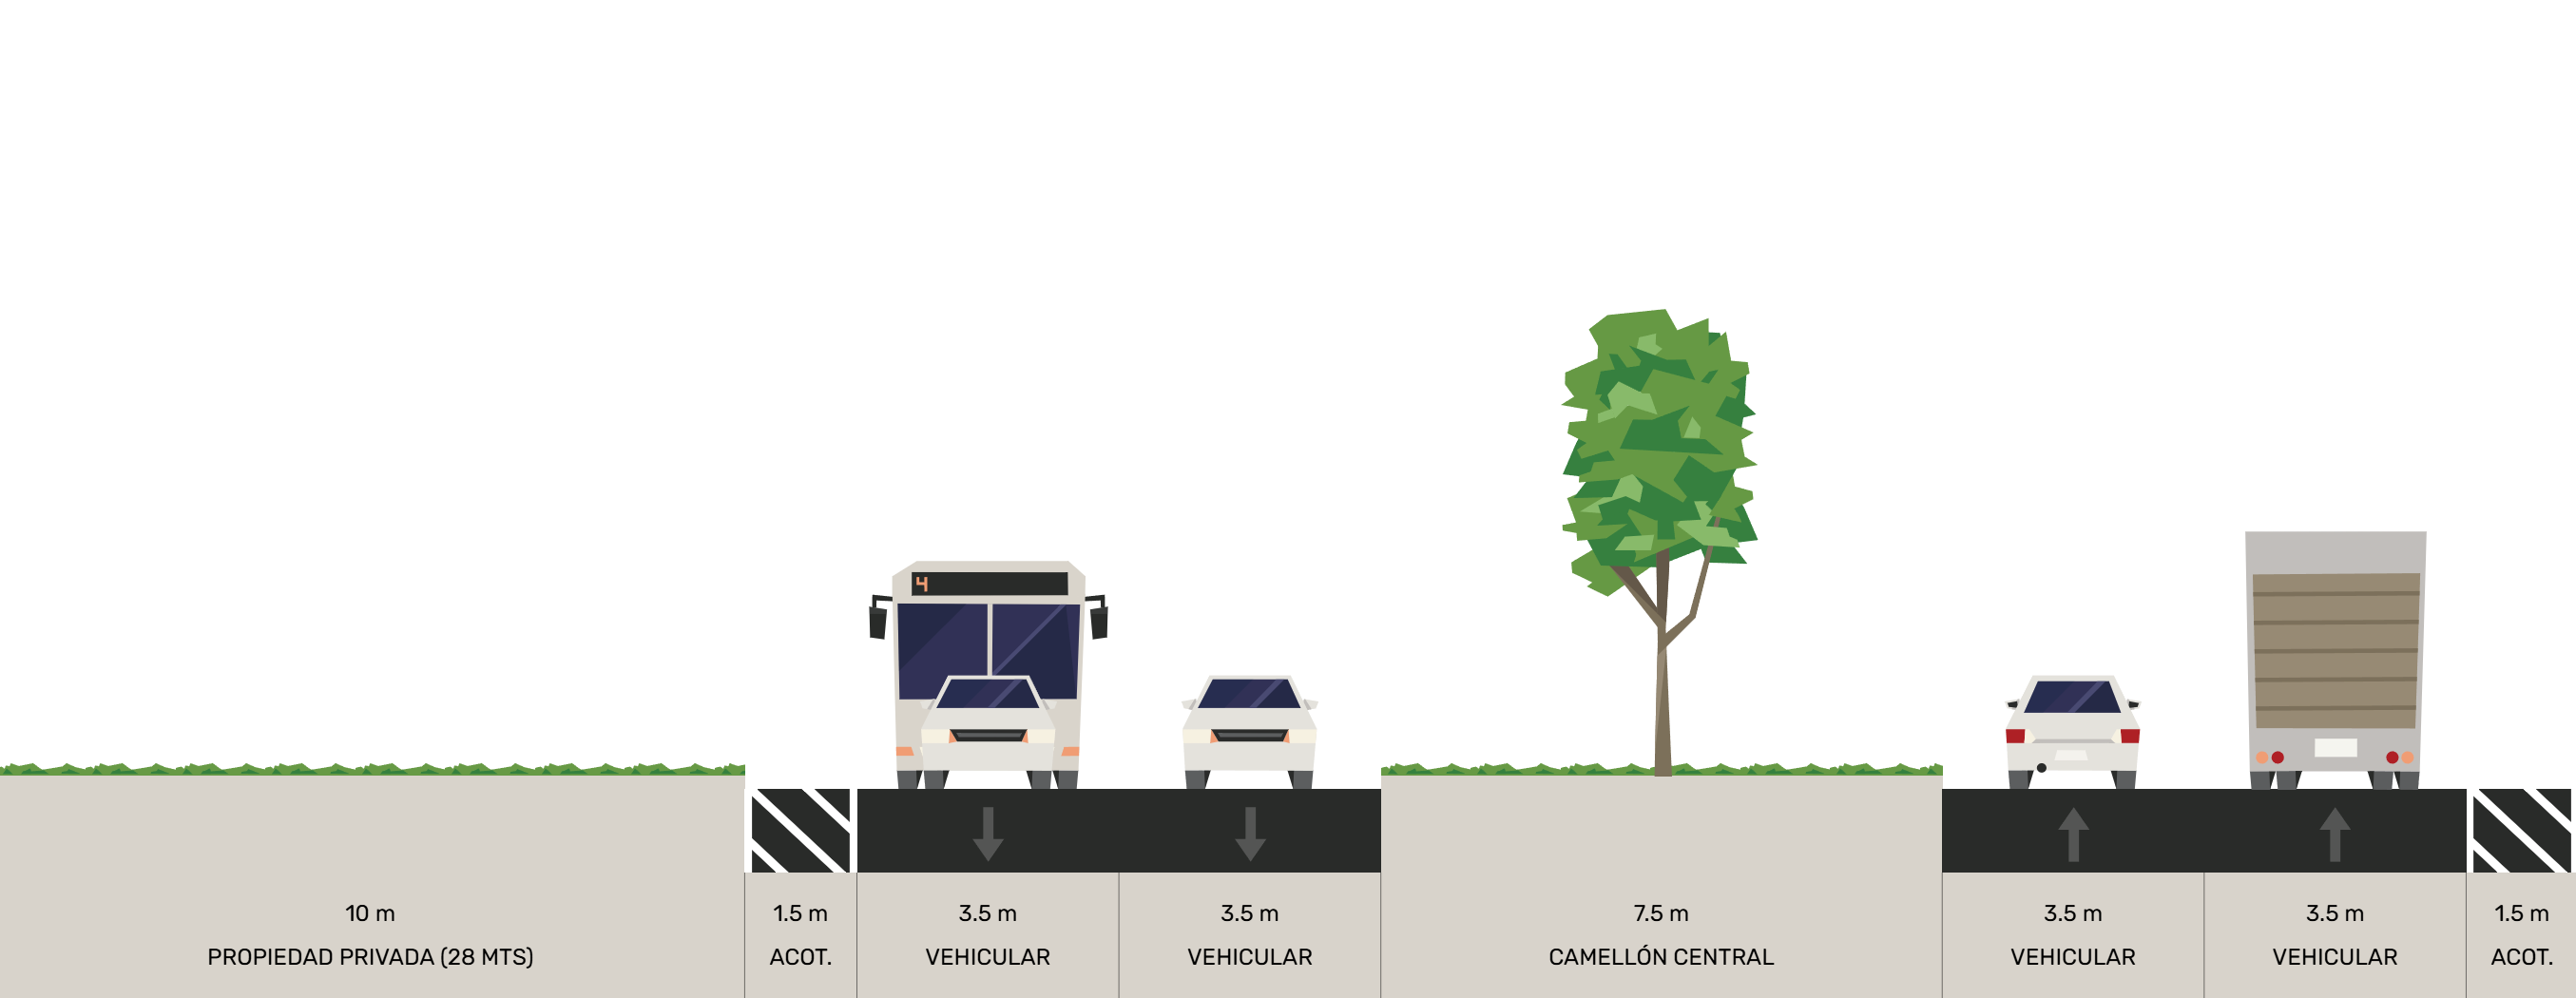 4
10 m
PROPIEDAD PRIVADA (28 MTS)
1.5 m
ACOT.
3.5 m
VEHICULAR
3.5 m
VEHICULAR
7.5 m
CAMELLÓN CENTRAL
3.5 m
VEHICULAR
3.5 m
VEHICULAR
1.5 m
ACOT.